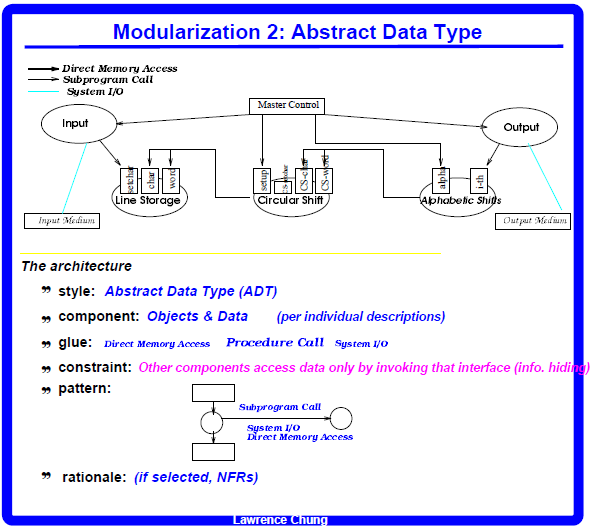 Modularization 2: Abstract Data Type
Direct Memory Access
Subprogram Call
System I/O
Master Control
Input
Output
setchar
char
word
setup
CS-char
CS-word
alpha
i-th
Line Storage
Circular Shift
Alphabetic Shifts
Input Medium
Output Medium
The architecture
” style: Abstract Data Type (ADT)
” component: Objects & Data (per individual descriptions)
” glue: Direct Memory Access Procedure Call System I/O
” constraint: Other components access data only by invoking that interface (info. hiding)
” pattern:
Subprogram Call
System I/O
Direct Memory Access
” rationale: (if selected, NFRs)
Lawrence Chung